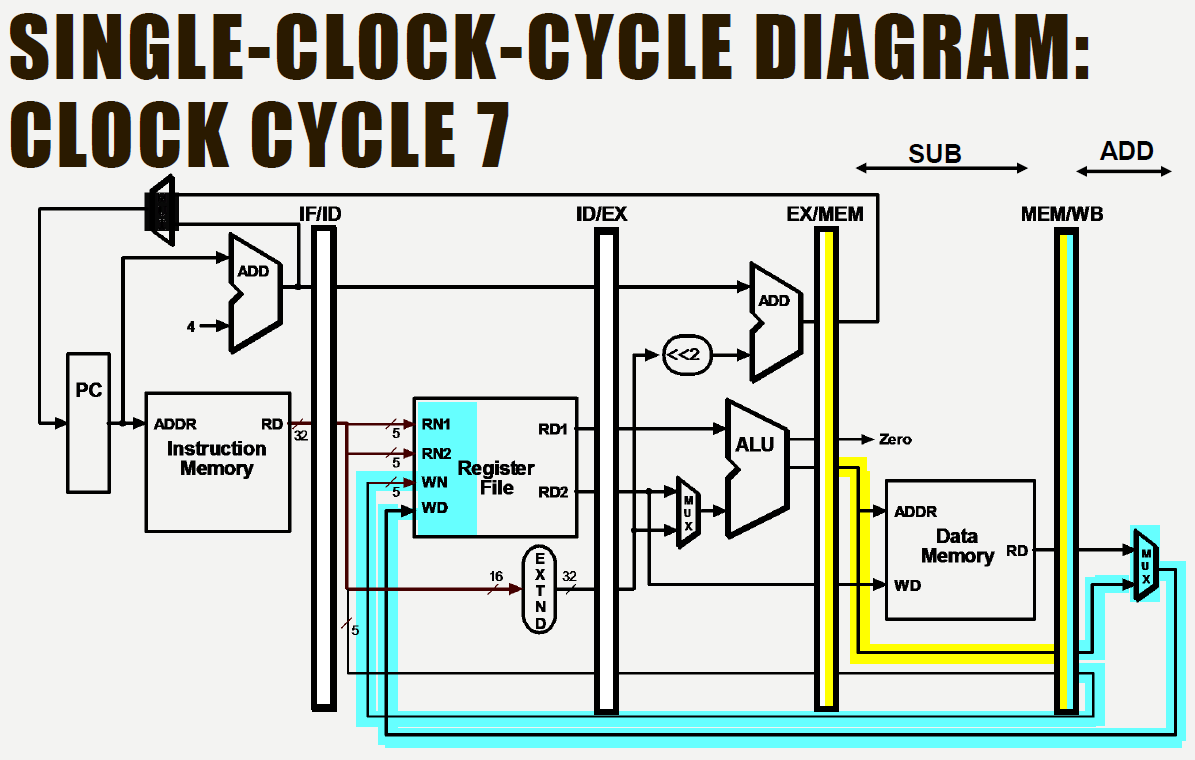 SINGLE-CLOCK-CYCLE DIAGRAM:
CLOCK CYCLE 7
SUB
ADD
IF/ID
ID/EX
EX/MEM
MEM/WB
ADD
4
ADD
<<2
PC
ADDR
RD
Instruction
Memory
32
5
5
5
RN1
RN2
WN
WD
Register
File
RD1
RD2
16
EXTND
32
5
MUX
ALU
Zero
ADDR
Data
Memory
RD
WD
MUX